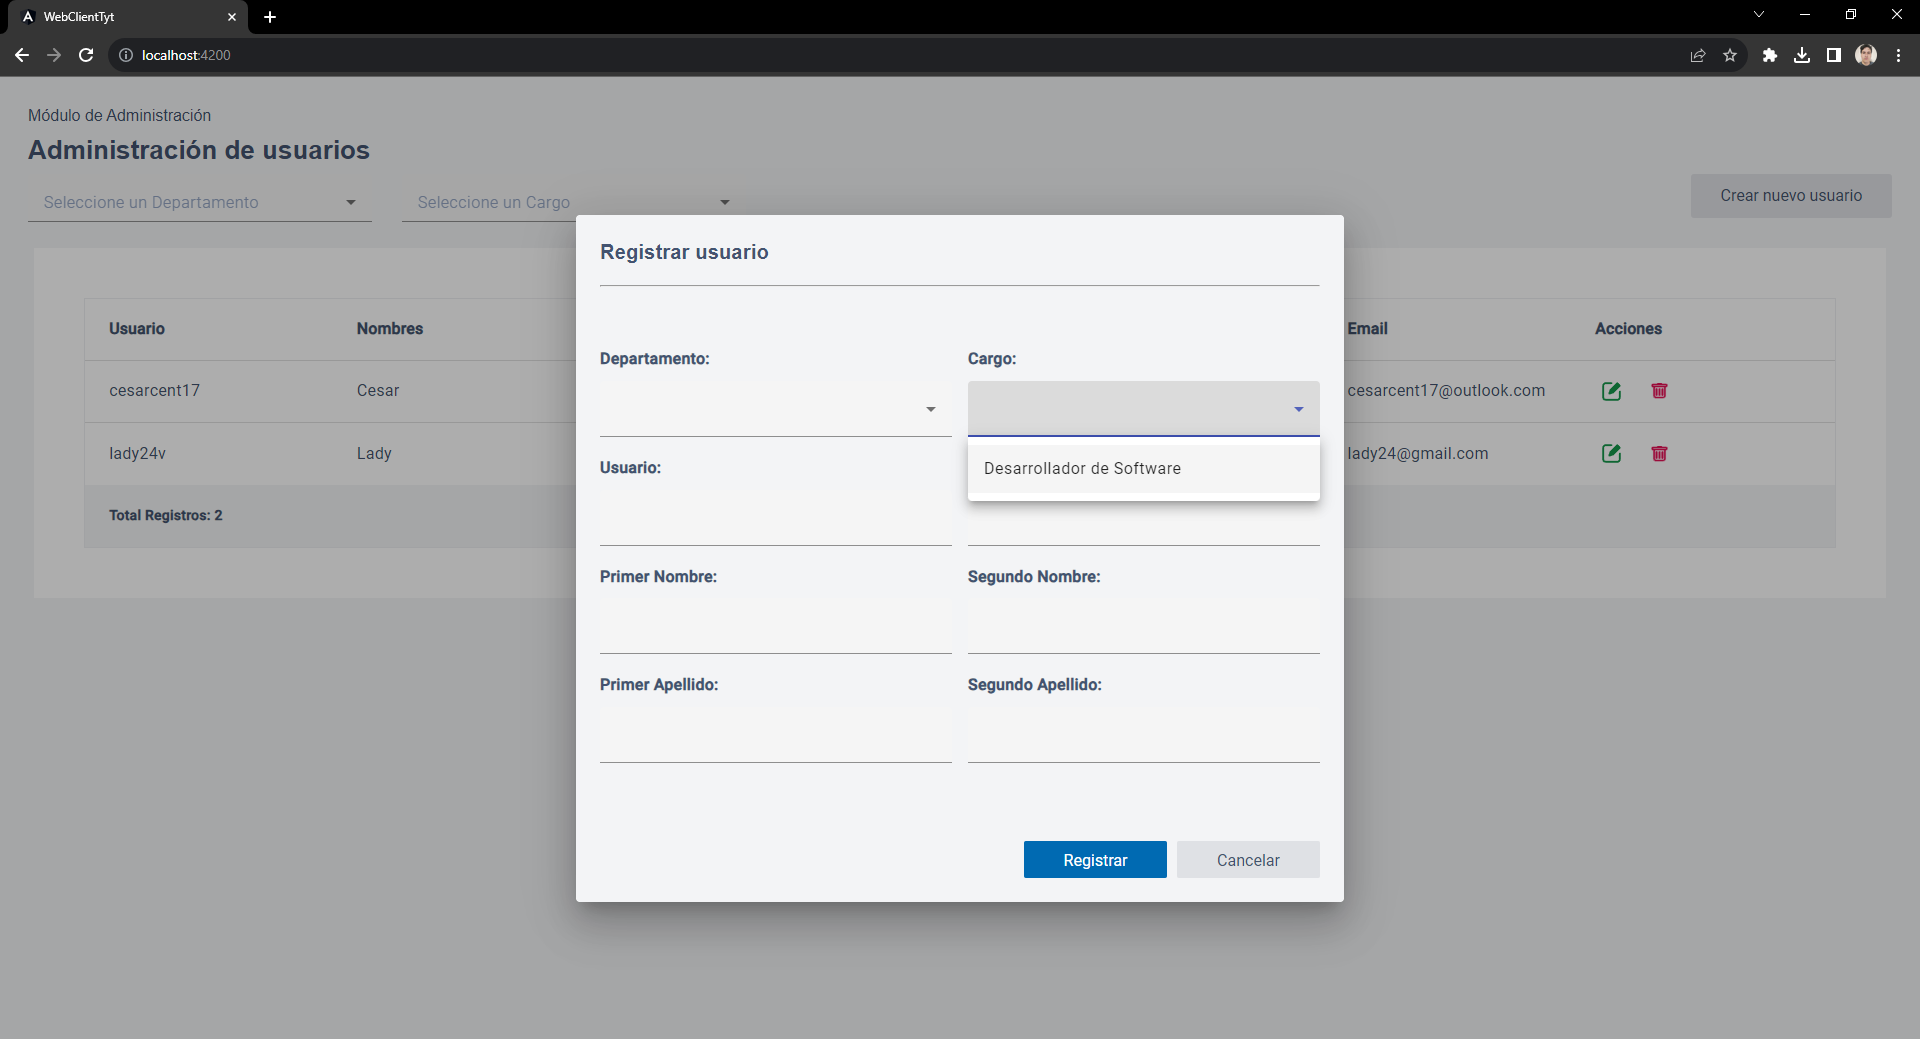 WebClientTyt
localhost:4200
Módulo de Administración
Administración de usuarios
Seleccione un Departamento
Seleccione un Cargo
Crear nuevo usuario
Registrar usuario
Usuario
Nombres
Email
Acciones
Departamento:
Cargo:
cesarcent17
Cesar
cesarcent17@outlook.com
lady24v
Lady
lady24@gmail.com
Usuario:
Desarrollador de Software
Total Registros: 2
Primer Nombre:
Segundo Nombre:
Primer Apellido:
Segundo Apellido:
Registrar
Cancelar